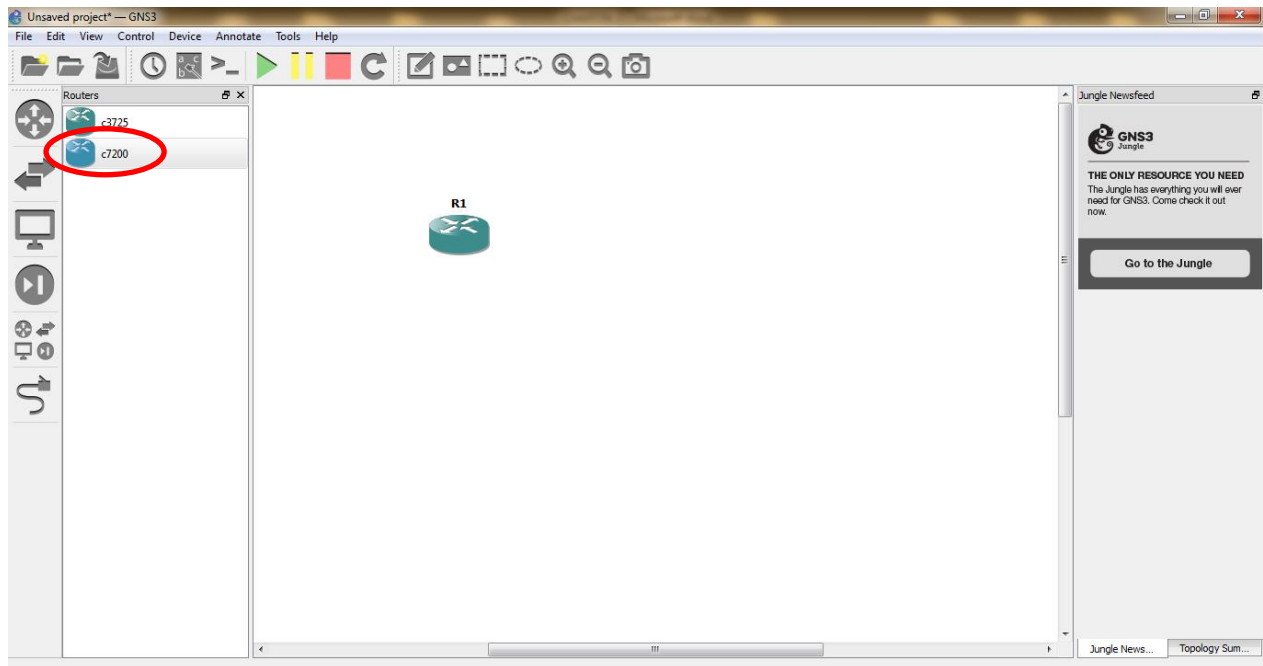 Unsaved project* — GNS3
File Edit View Control Device Annotate Tools Help
Routers
c3725
c7200
R1
Jungle Newsfeed
GNS3
Jungle
THE ONLY RESOURCE YOU NEED
The Jungle has everything you will ever
need for GNS3. Come check it out
now.
Go to the Jungle
Jungle News... Topology Sum...